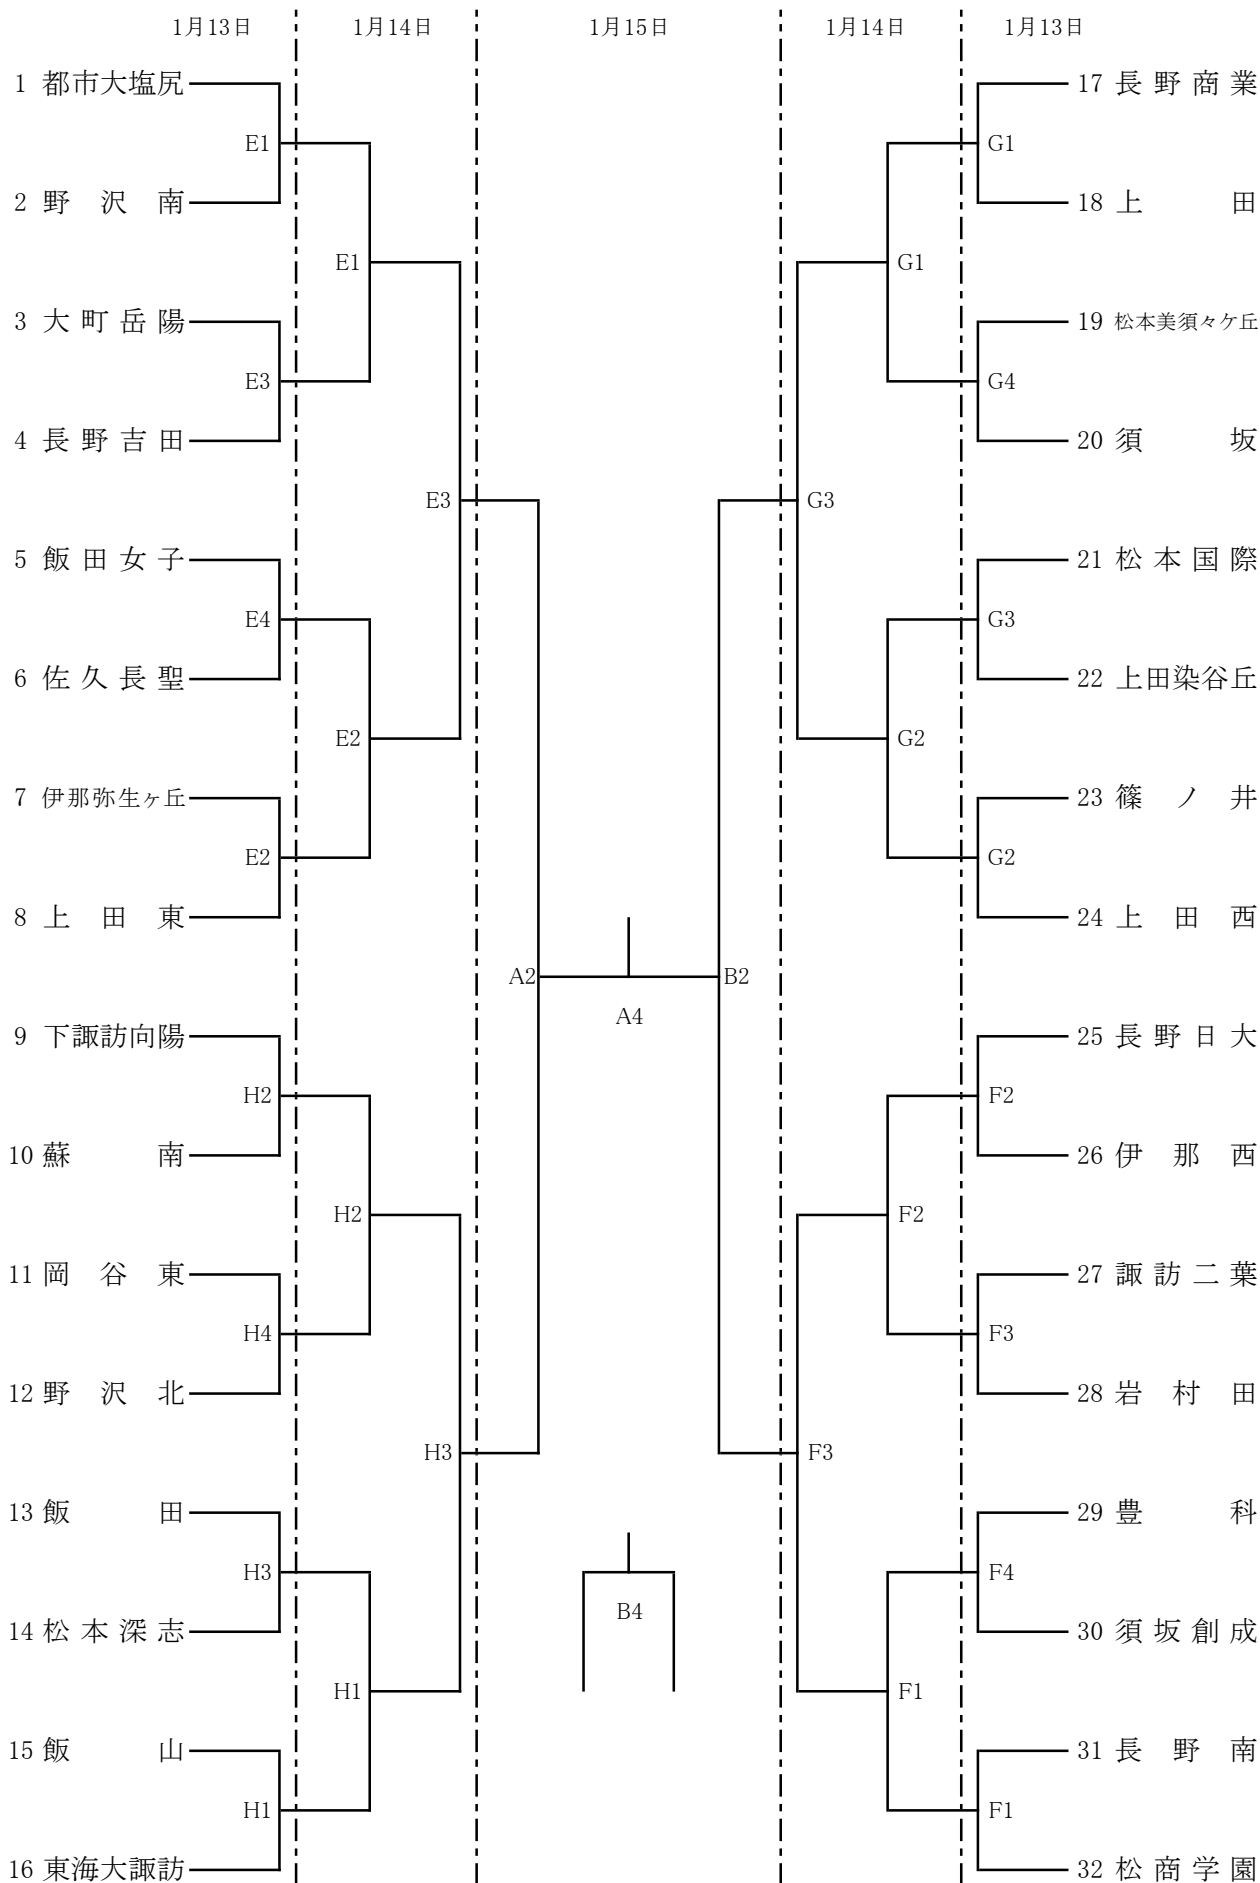 1月13日 1月14日 1月15日 1月14日 1月13日
1 都市大塩尻 17 長野商業
E1 G1
2 野沢南 18 上田
E1 G1
3 大町岳陽 19 松本美須々ケ丘
E3 G4
4 長野吉田 20 須坂
E3 G3
5 飯田女子 21 松本国際
E4 G3
6 佐久長聖 22 上田染谷丘
E2 G2
7 伊那弥生ヶ丘 23 篠ノ井
E2 G2
8 上田東 24 上田西
A2 B2
A4
9 下諏訪向陽 25 長野日大
H2 F2
10 蘇南 26 伊那西
H2 F2
11 岡谷東 27 諏訪二葉
H4 F3
12 野沢北 28 岩村田
H3 F3
13 飯田 29 豊科
H3 F4
B4
14 松本深志 30 須坂創成
H1 F1
15 飯山 31 長野南
H1 F1
16 東海大諏訪 32 松商学園